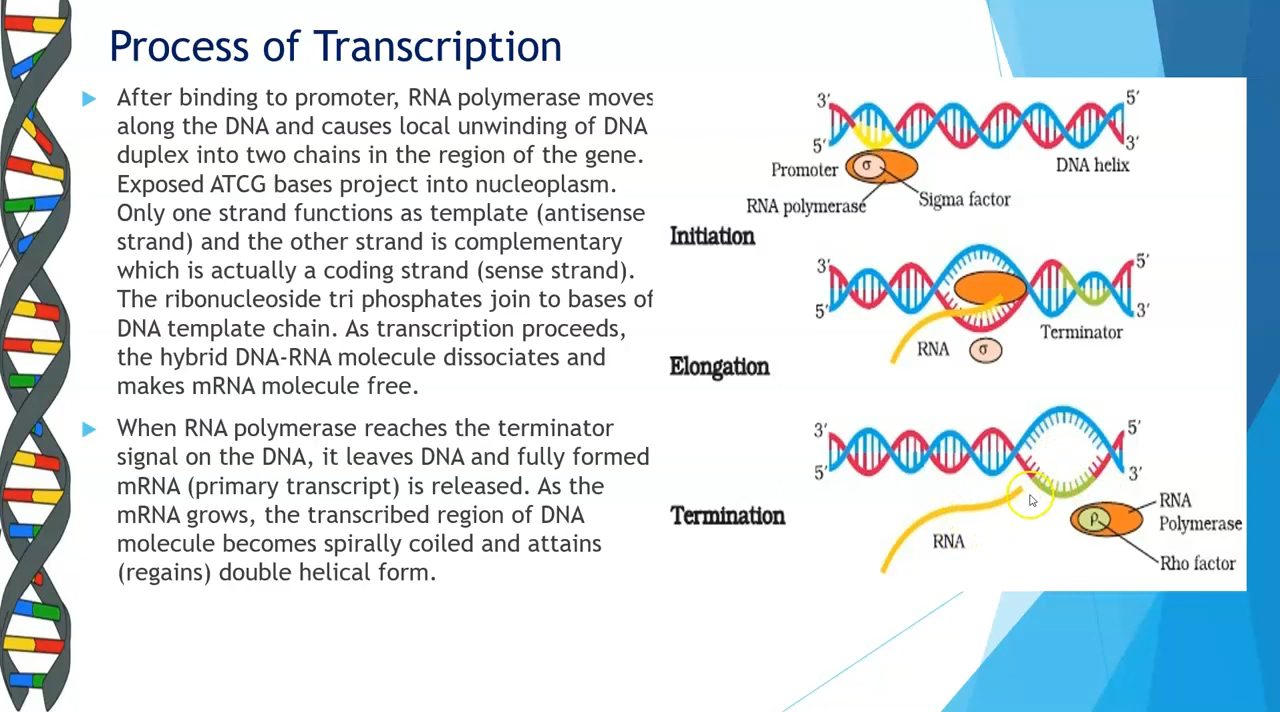 Process of Transcription
After binding to promoter, RNA polymerase moves
along the DNA and causes local unwinding of DNA
duplex into two chains in the region of the gene.
Exposed ATCG bases project into nucleoplasm.
Only one strand functions as template (antisense
strand) and the other strand is complementary
which is actually a coding strand (sense strand).
The ribonucleoside tri phosphates join to bases of
DNA template chain. As transcription proceeds,
the hybrid DNA-RNA molecule dissociates and
makes mRNA molecule free.
When RNA polymerase reaches the terminator
signal on the DNA, it leaves DNA and fully formed
mRNA (primary transcript) is released. As the
mRNA grows, the transcribed region of DNA
molecule becomes spirally coiled and attains
(regains) double helical form.
3′ 5′
5′ 3′
Promoter σ DNA helix
RNA polymerase Sigma factor
Initiation
3′ 5′
5′ 3′
Terminator
RNA σ
Elongation
3′ 5′
5′ 3′
RNA
Polymerase
ρ
Termination
RNA
Rho factor